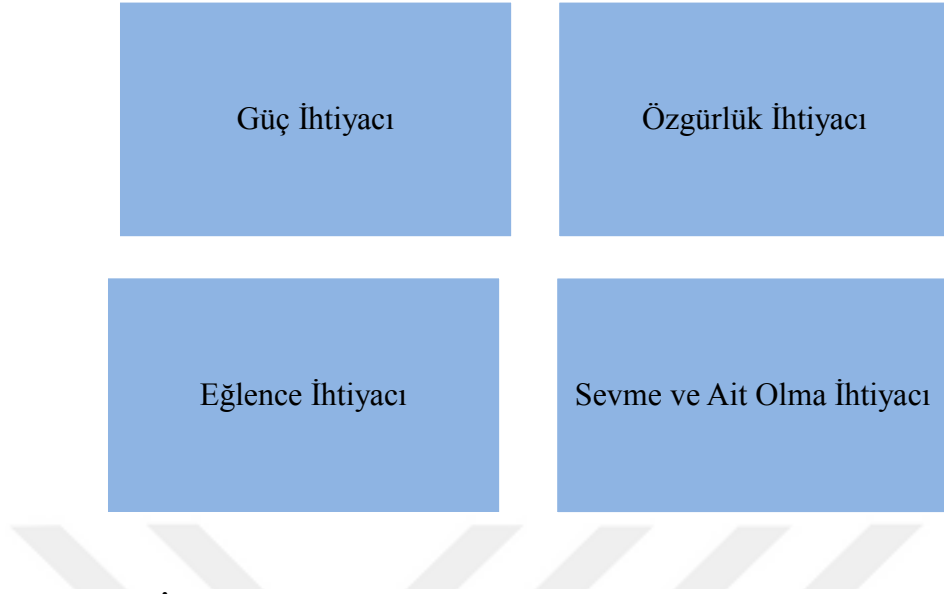 Güç İhtiyacı
Özgürlük İhtiyacı
Eğlence İhtiyacı
Sevme ve Ait Olma İhtiyacı